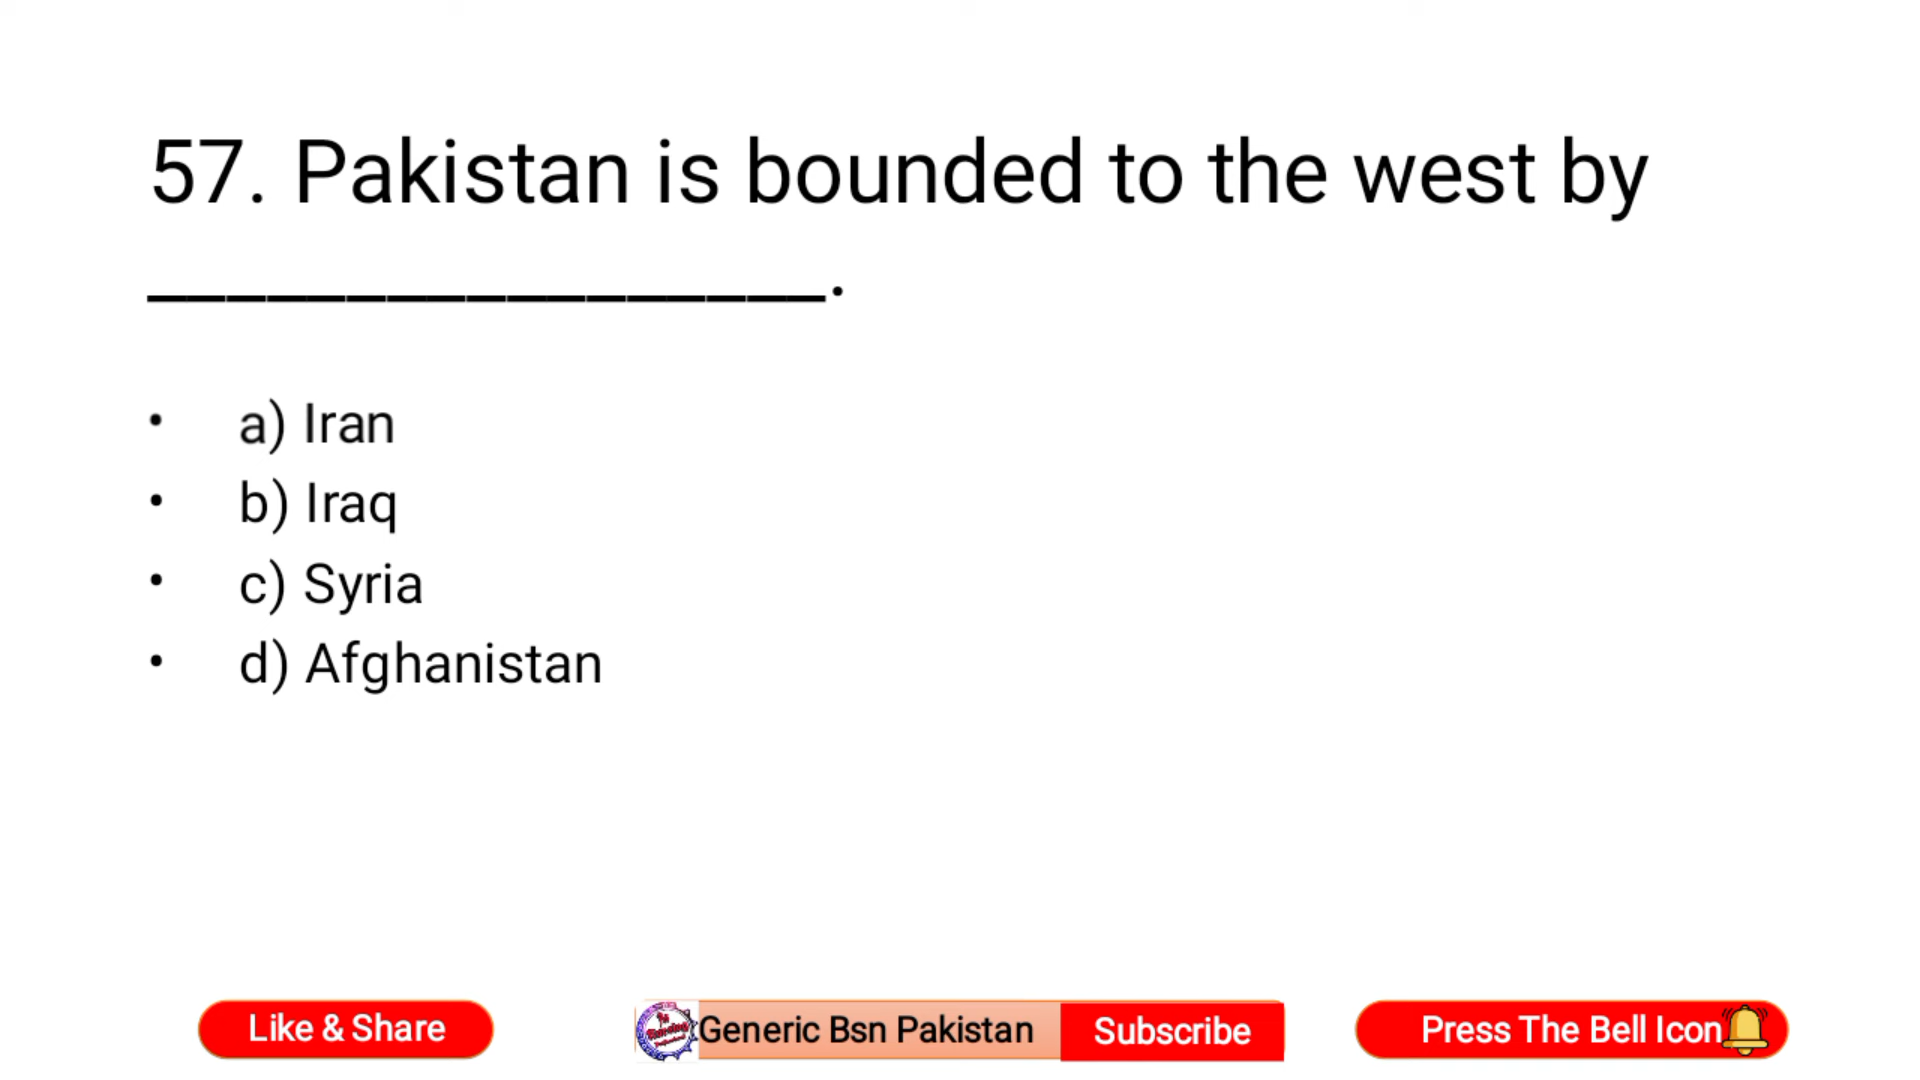 57. Pakistan is bounded to the west by
_________________.
• a) Iran
• b) Iraq
• c) Syria
• d) Afghanistan
Like & Share
Generic Bsn Pakistan
Subscribe
Press The Bell Icon